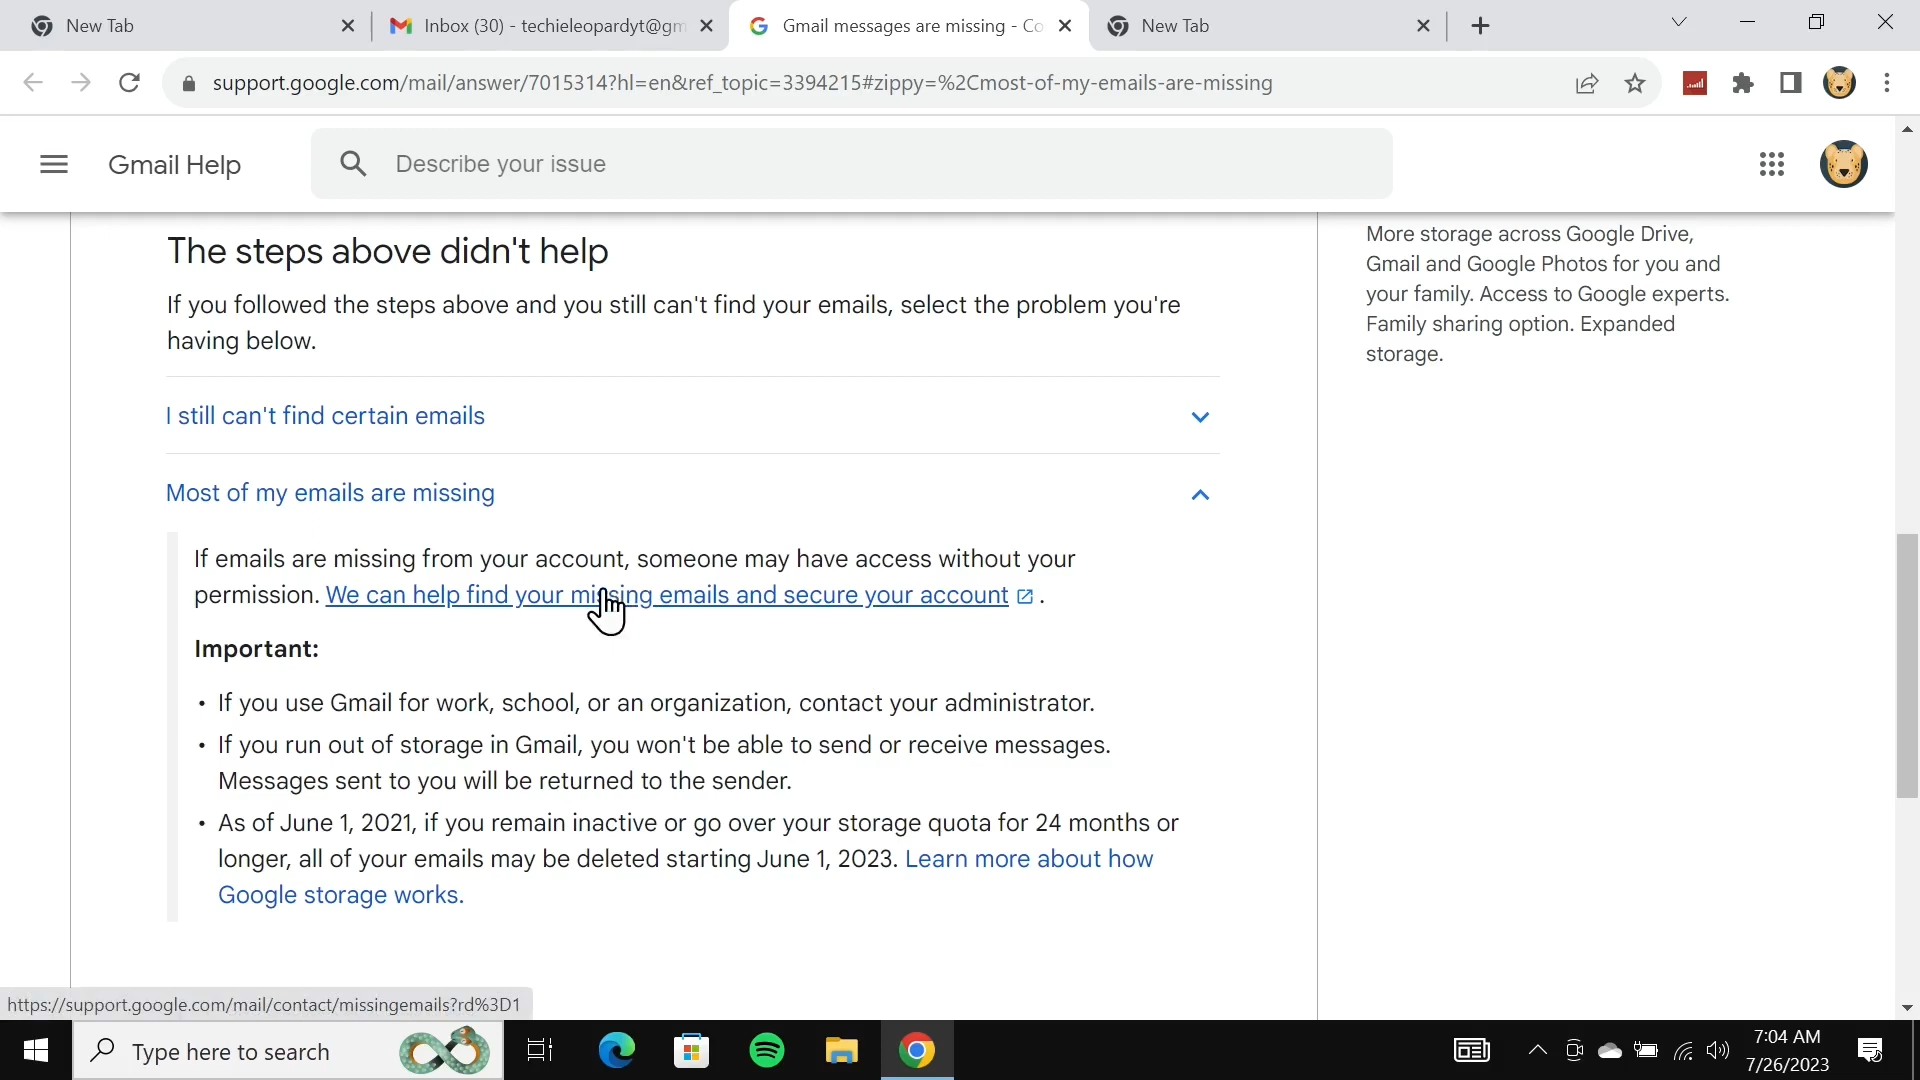 New Tab
Inbox (30) - techieleopardyt@gm
Gmail messages are missing - Co
New Tab
support.google.com/mail/answer/7015314?hl=en&ref_topic=3394215#zippy=%2Cmost-of-my-emails-are-missing
Gmail Help
Describe your issue
The steps above didn't help
If you followed the steps above and you still can't find your emails, select the problem you're
having below.
I still can't find certain emails
Most of my emails are missing
If emails are missing from your account, someone may have access without your
permission. We can help find your missing emails and secure your account .
Important:
• If you use Gmail for work, school, or an organization, contact your administrator.
• If you run out of storage in Gmail, you won't be able to send or receive messages.
Messages sent to you will be returned to the sender.
• As of June 1, 2021, if you remain inactive or go over your storage quota for 24 months or
longer, all of your emails may be deleted starting June 1, 2023. Learn more about how
Google storage works.
More storage across Google Drive,
Gmail and Google Photos for you and
your family. Access to Google experts.
Family sharing option. Expanded
storage.
https://support.google.com/mail/contact/missingemails?rd%3D1
Type here to search
7:04 AM
7/26/2023